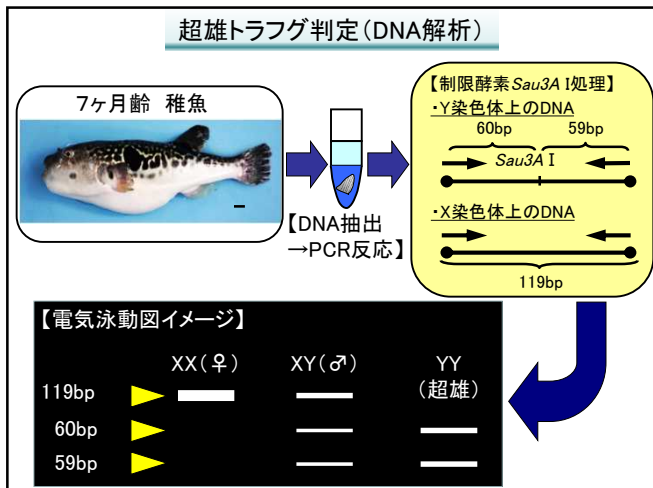 超雄トラフグ判定(DNA解析)
7ヶ月齢 稚魚
【DNA抽出
→PCR反応】
【制限酵素Sau3A I処理】
・Y染色体上のDNA
60bp 59bp
Sau3A I
・X染色体上のDNA
119bp
【電気泳動図イメージ】
XX(♀) XY(♂) YY
(超雄)
119bp
60bp
59bp